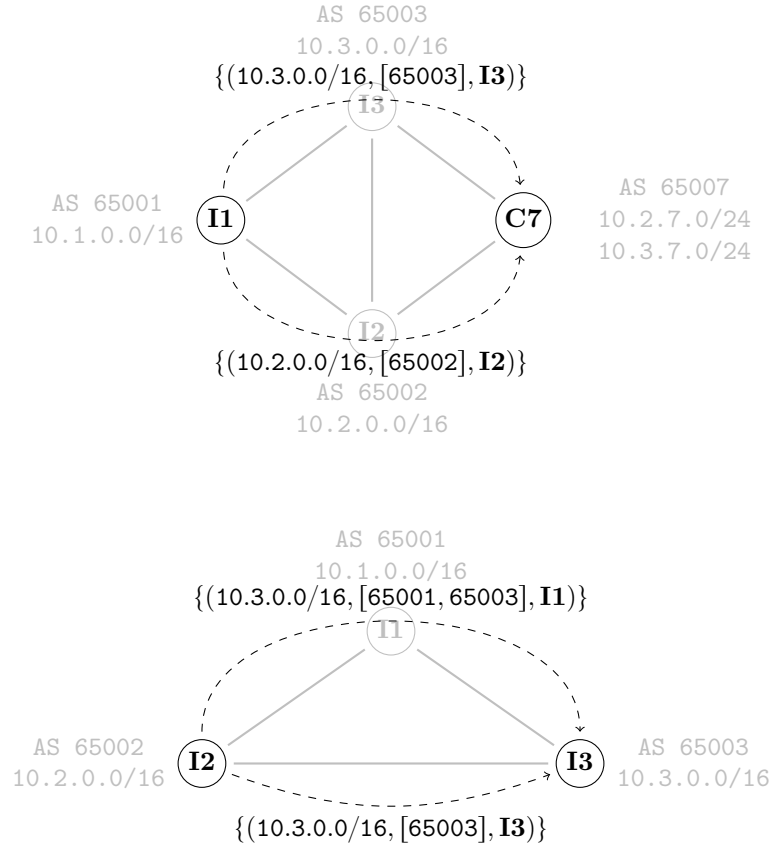 AS 65003
10.3.0.0/16
{(10.3.0.0/16, [65003], I3)}
I3
AS 65001
10.1.0.0/16
I1
C7
AS 65007
10.2.7.0/24
10.3.7.0/24
I2
{(10.2.0.0/16, [65002], I2)}
AS 65002
10.2.0.0/16
AS 65001
10.1.0.0/16
{(10.3.0.0/16, [65001, 65003], I1)}
I1
AS 65002
10.2.0.0/16
I2
I3
AS 65003
10.3.0.0/16
{(10.3.0.0/16, [65003], I3)}